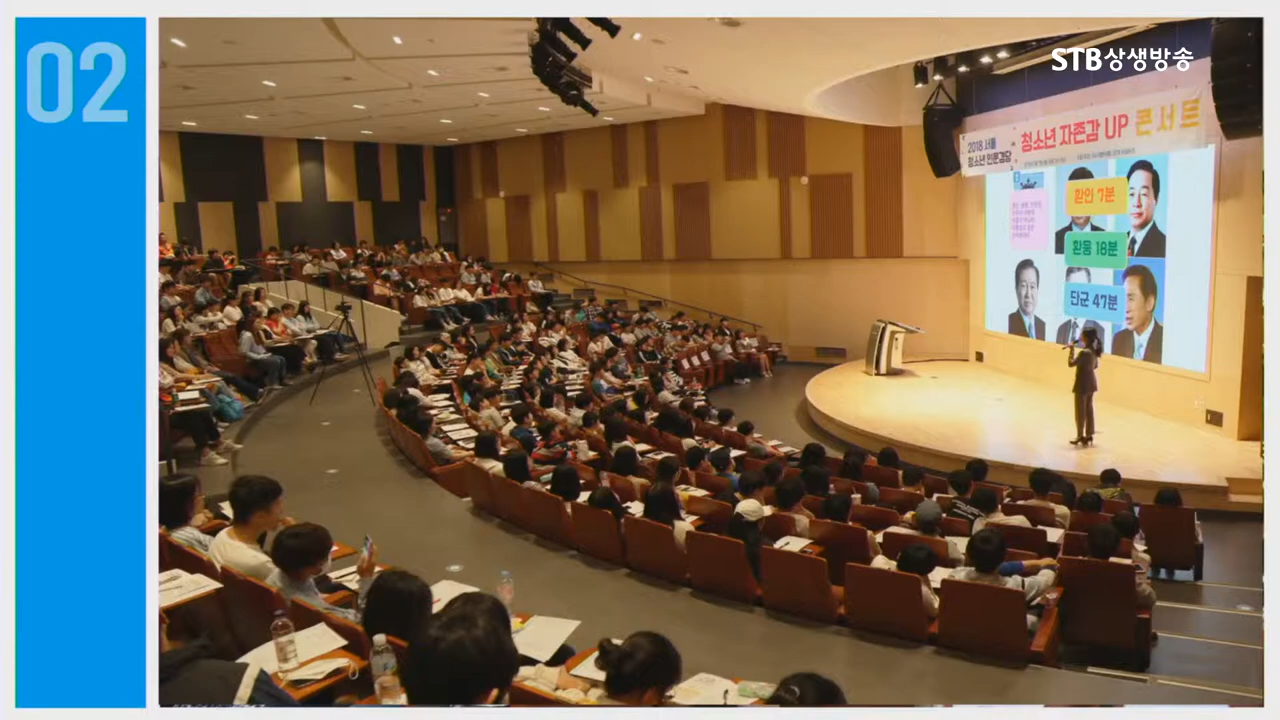 02
STB상생방송
2018 서울
청소년 인문경당
청소년 자존감 UP 콘서트
환인 7분
환웅 18분
단군 47분